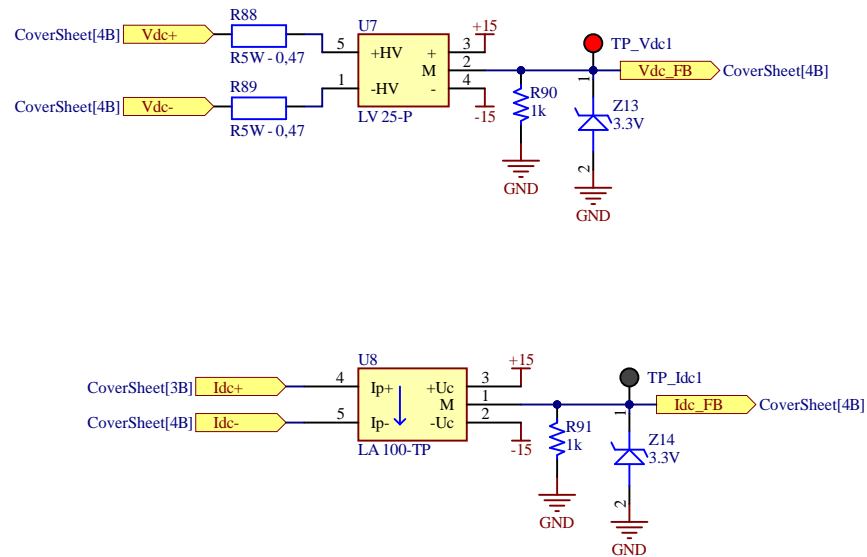 R88
CoverSheet[4B] Vdc+
R5W - 0,47
R89
CoverSheet[4B] Vdc-
R5W - 0,47
U7
5 +HV + 3
M 2
1 -HV - 4
LV 25-P
+15
-15
TP_Vdc1
Vdc_FB CoverSheet[4B]
R90
1k
GND
1
Z13
3.3V
2
GND
U8
CoverSheet[3B] Idc+
CoverSheet[4B] Idc-
4 Ip+ +Uc 3
M 1
5 Ip- -Uc 2
LA 100-TP
+15
-15
TP_Idc1
Idc_FB CoverSheet[4B]
R91
1k
GND
1
Z14
3.3V
2
GND